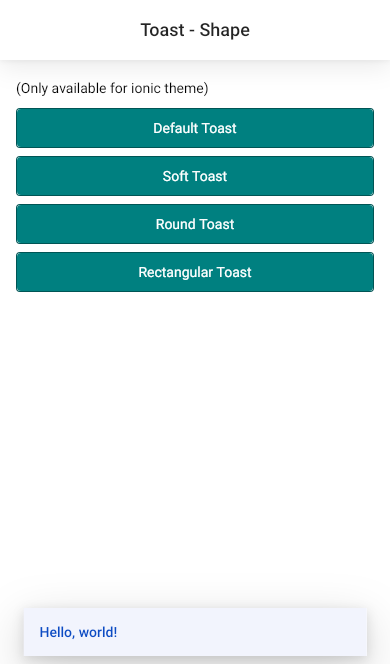 Toast - Shape
(Only available for ionic theme)
Default Toast
Soft Toast
Round Toast
Rectangular Toast
Hello, world!